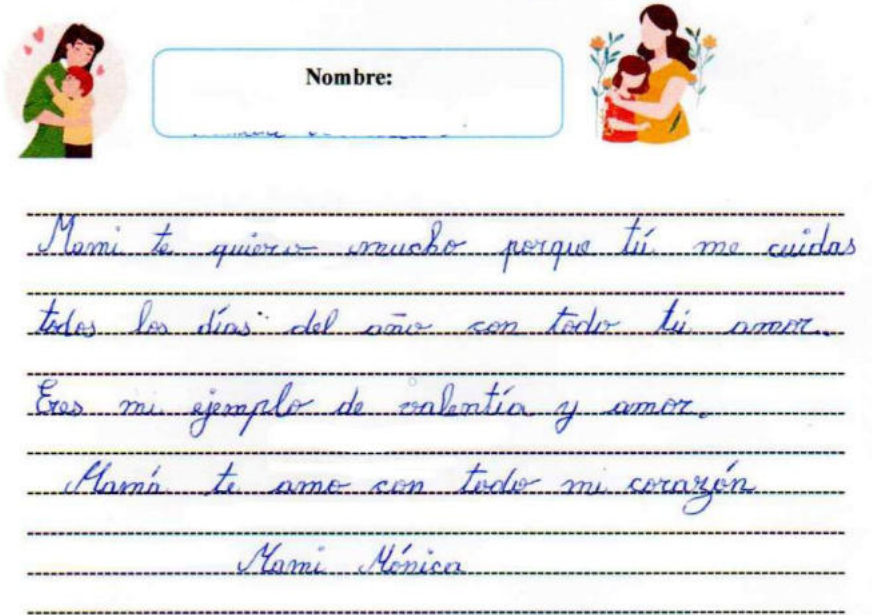 Nombre:
Mami te quiero mucho porque tú me cuidas
todos los días del año con todo tú amor.
Eres mi ejemplo de valentía y amor.
Mamá te amo con todo mi corazón
Mami Mónica